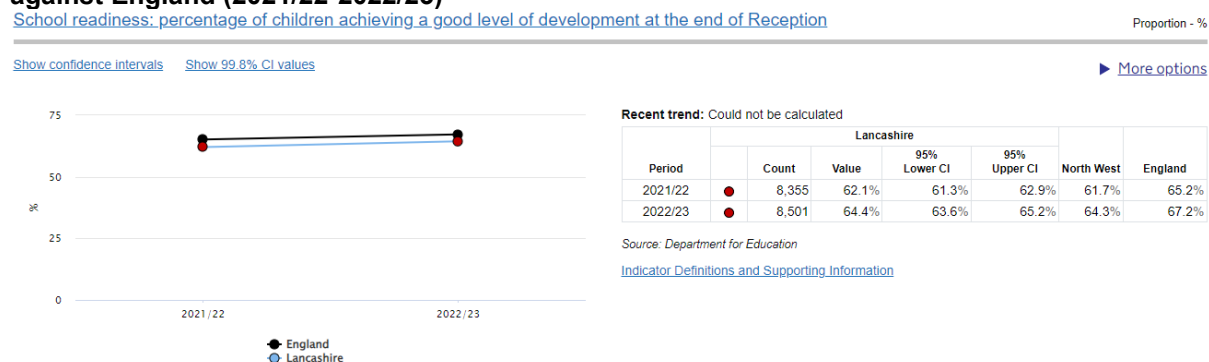 against England (2021/22-2022/23)
School readiness: percentage of children achieving a good level of development at the end of Reception
Proportion - %
Show confidence intervals Show 99.8% CI values
More options
75
50
%
25
0
2021/22 2022/23
England
Lancashire
Recent trend: Could not be calculated
Lancashire
Period Count Value 95% Lower CI 95% Upper CI North West England
2021/22 8,355 62.1% 61.3% 62.9% 61.7% 65.2%
2022/23 8,501 64.4% 63.6% 65.2% 64.3% 67.2%
Source: Department for Education
Indicator Definitions and Supporting Information